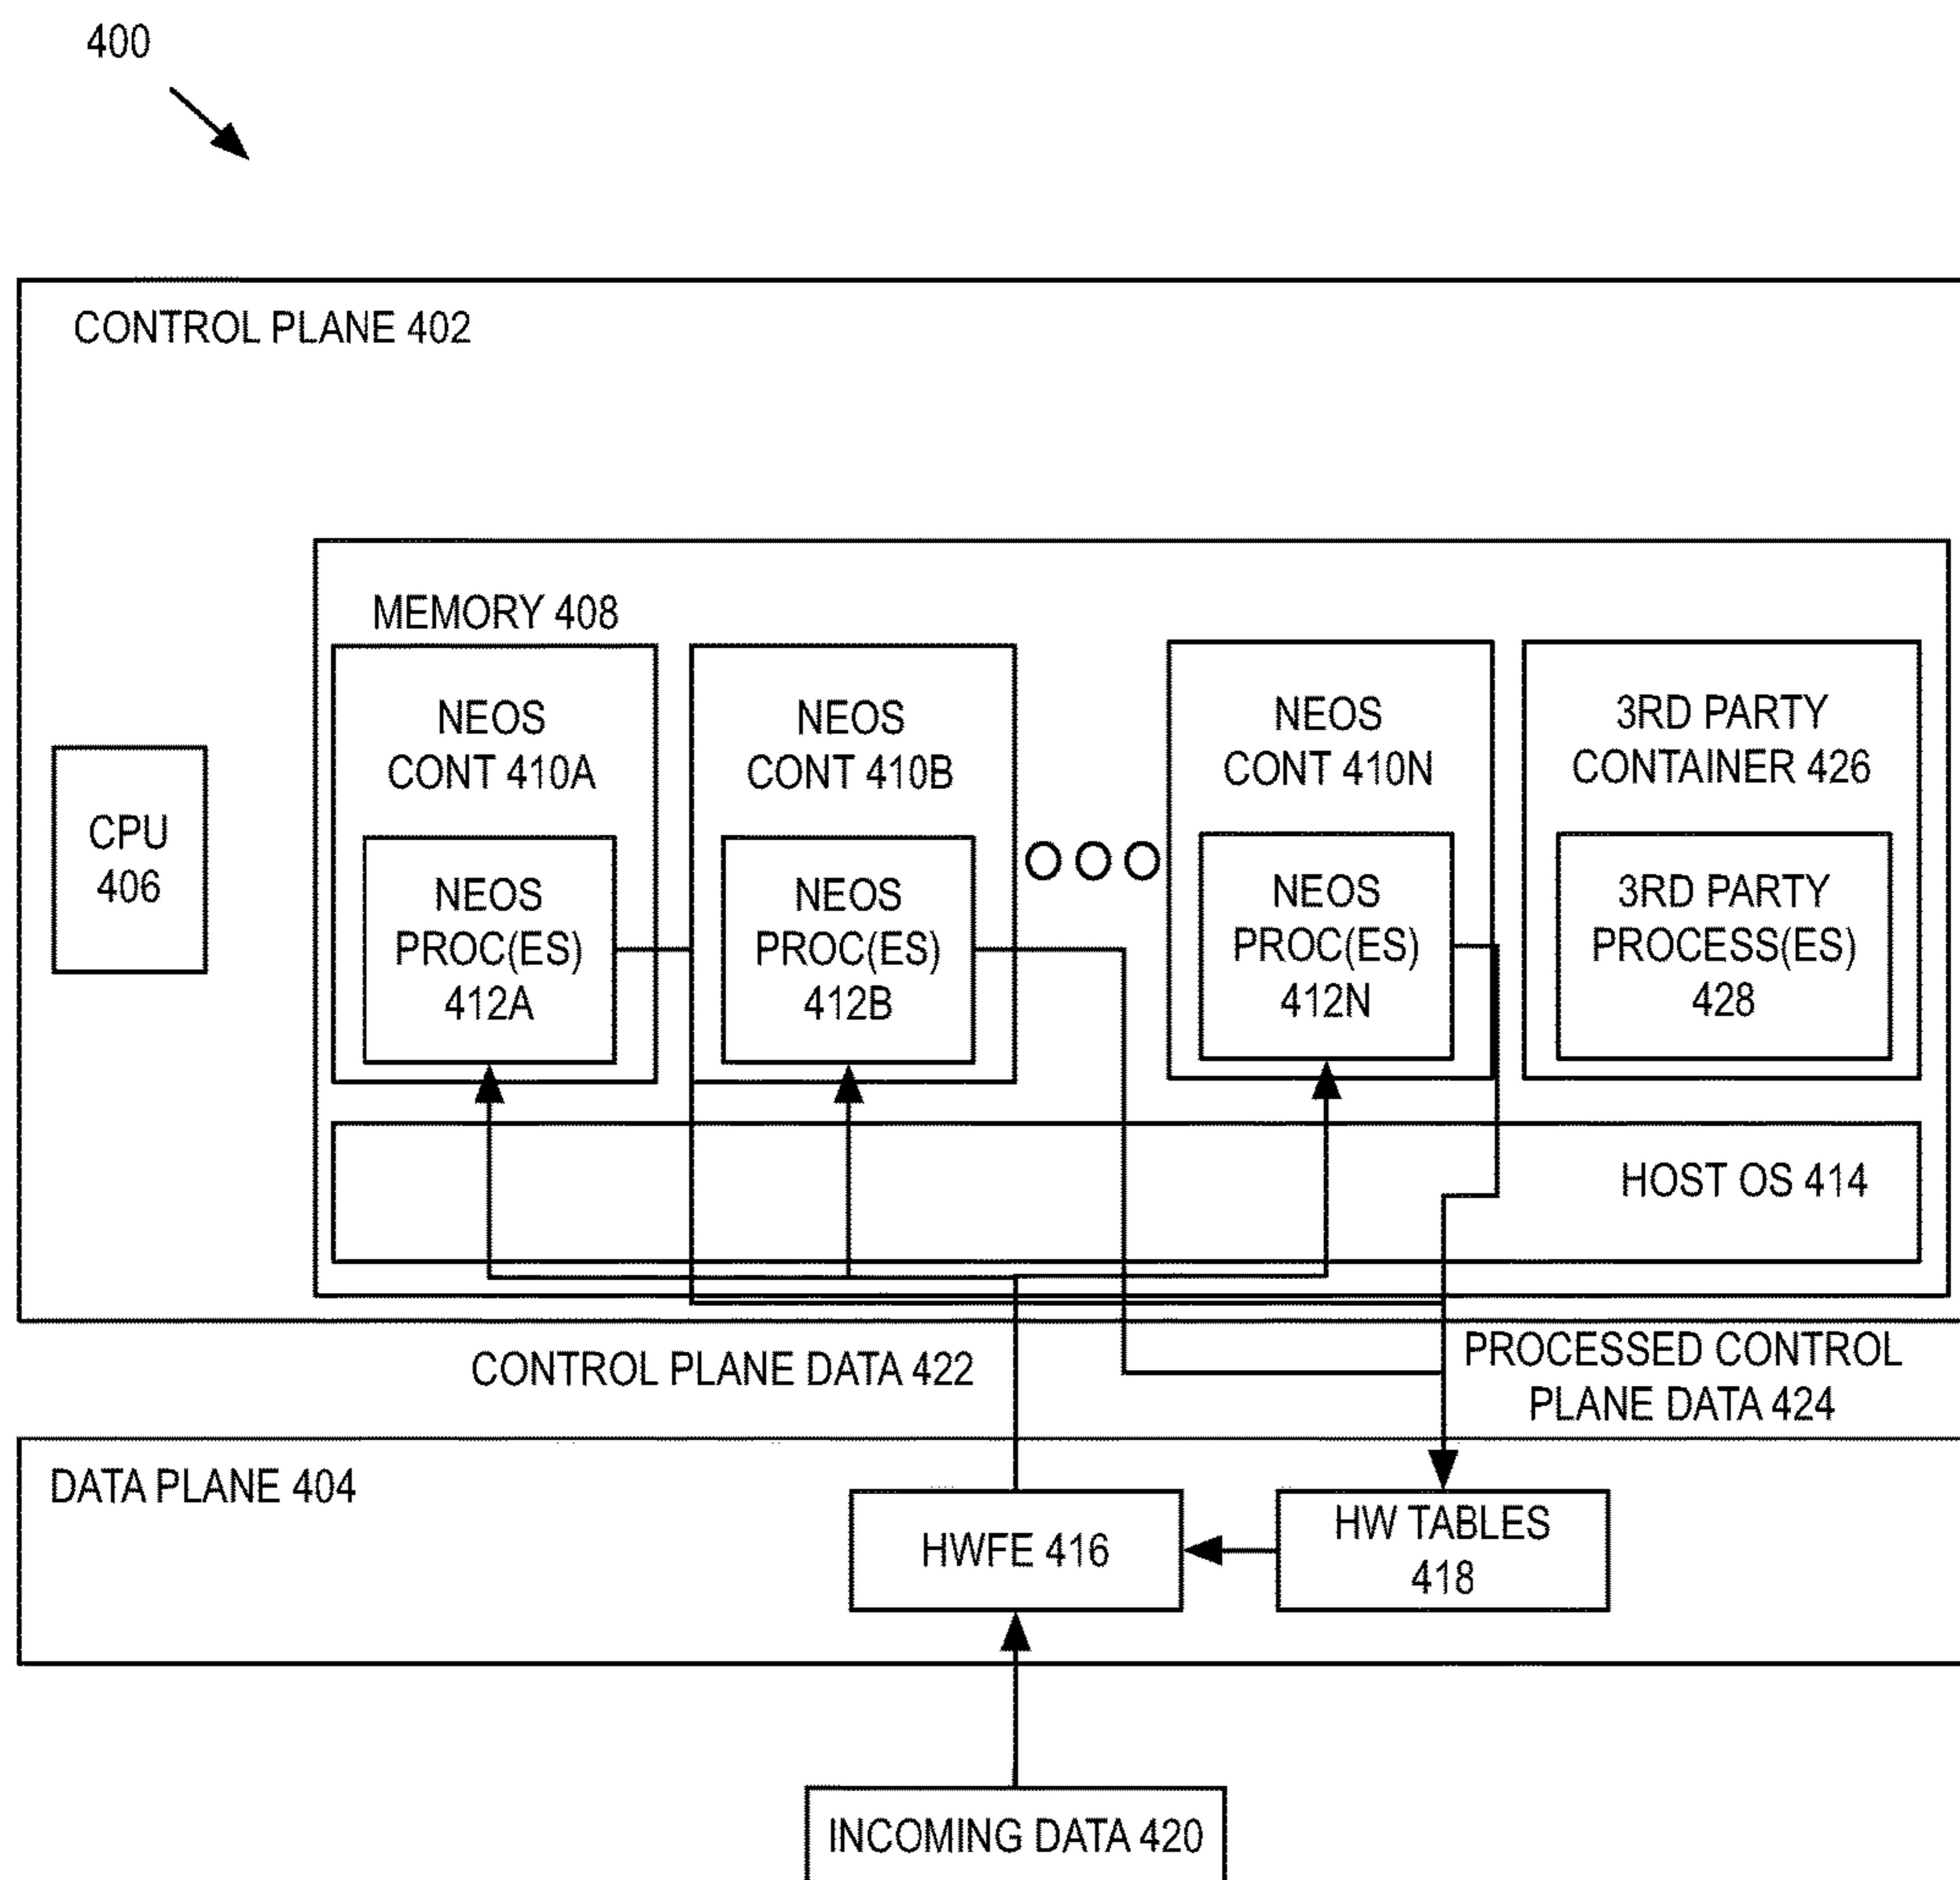 400
CONTROL PLANE 402
MEMORY 408
NEOS
CONT 410A
NEOS
CONT 410B
NEOS
CONT 410N
3RD PARTY
CONTAINER 426
CPU
406
NEOS
PROC(ES)
412A
NEOS
PROC(ES)
412B
NEOS
PROC(ES)
412N
3RD PARTY
PROCESS(ES)
428
HOST OS 414
CONTROL PLANE DATA 422
PROCESSED CONTROL
PLANE DATA 424
DATA PLANE 404
HWFE 416
HW TABLES
418
INCOMING DATA 420